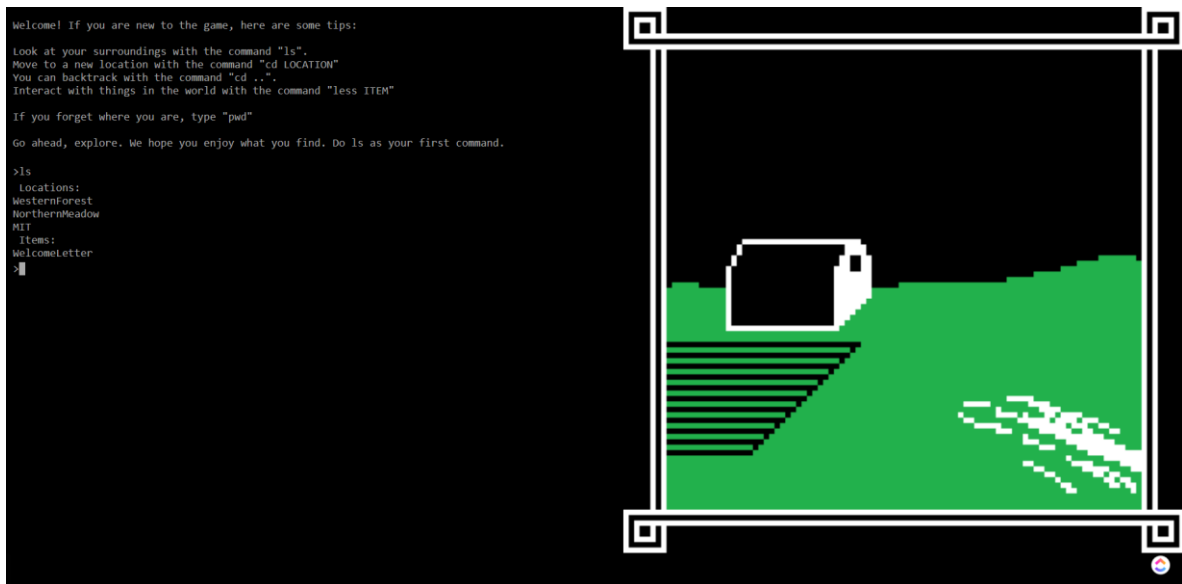 Welcome! If you are new to the game, here are some tips:
Look at your surroundings with the command "ls".
Move to a new location with the command "cd LOCATION"
You can backtrack with the command "cd ..".
Interact with things in the world with the command "less ITEM"
If you forget where you are, type "pwd"
Go ahead, explore. We hope you enjoy what you find. Do ls as your first command.
>ls
Locations:
WesternForest
NorthernMeadow
MIT
Items:
WelcomeLetter
>